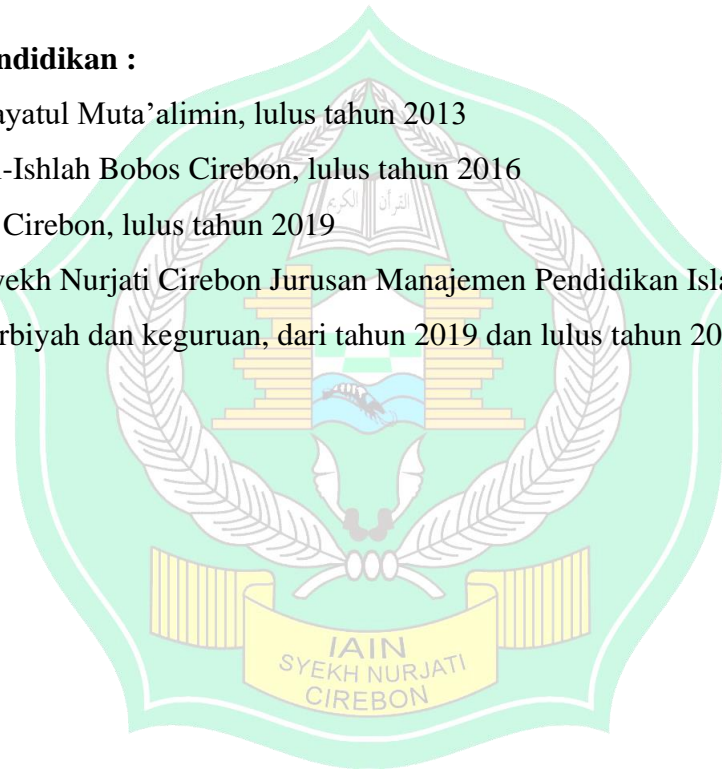 ndidikan :
ayatul Muta’alimin, lulus tahun 2013
l-Ishlah Bobos Cirebon, lulus tahun 2016
Cirebon, lulus tahun 2019
yekh Nurjati Cirebon Jurusan Manajemen Pendidikan Isla
rbiyah dan keguruan, dari tahun 2019 dan lulus tahun 20
القرآن الكريم
IAIN
SYEKH NURJATI
CIREBON